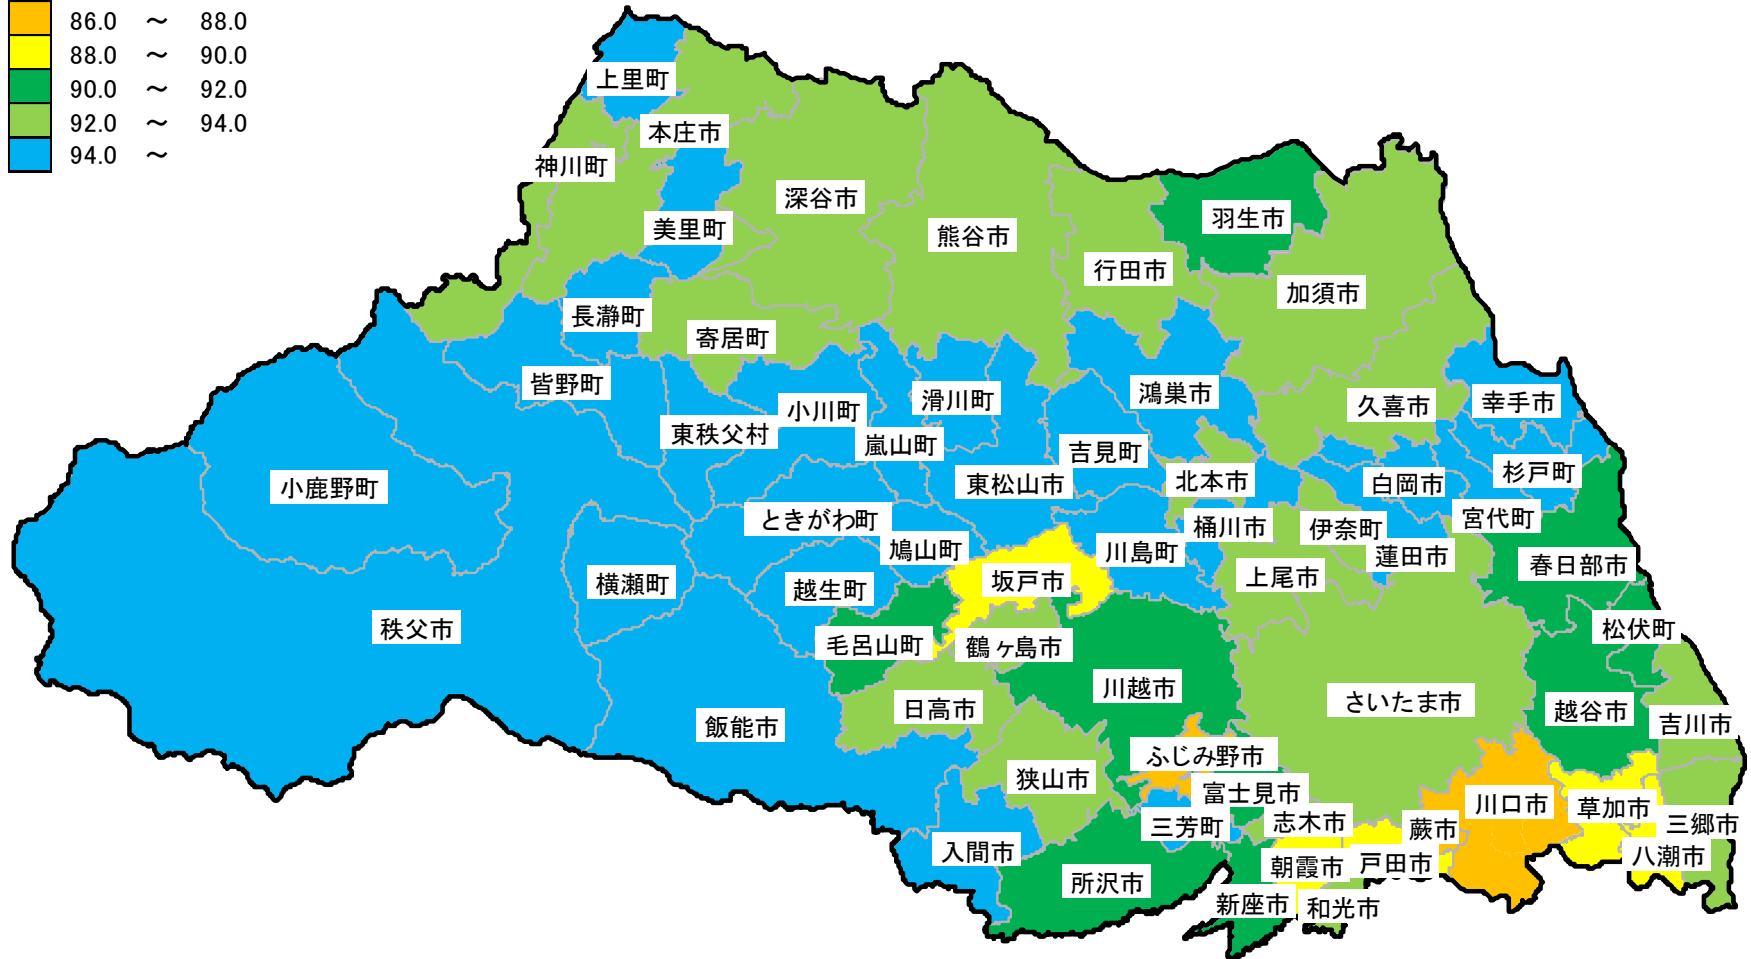 86.0 ～ 88.0
88.0 ～ 90.0
90.0 ～ 92.0
92.0 ～ 94.0
94.0 ～
上里町
本庄市
神川町
深谷市
美里町
熊谷市
羽生市
行田市
加須市
長瀞町
寄居町
皆野町
小川町
滑川町
鴻巣市
久喜市
幸手市
東秩父村
嵐山町
吉見町
小鹿野町
東松山市
北本市
白岡市
杉戸町
ときがわ町
桶川市
伊奈町
宮代町
鳩山町
川島町
蓮田市
春日部市
横瀬町
越生町
坂戸市
上尾市
秩父市
毛呂山町
鶴ヶ島市
松伏町
川越市
さいたま市
日高市
越谷市
吉川市
飯能市
ふじみ野市
狭山市
富士見市
川口市
草加市
三芳町
志木市
蕨市
三郷市
入間市
朝霞市
戸田市
八潮市
所沢市
新座市
和光市